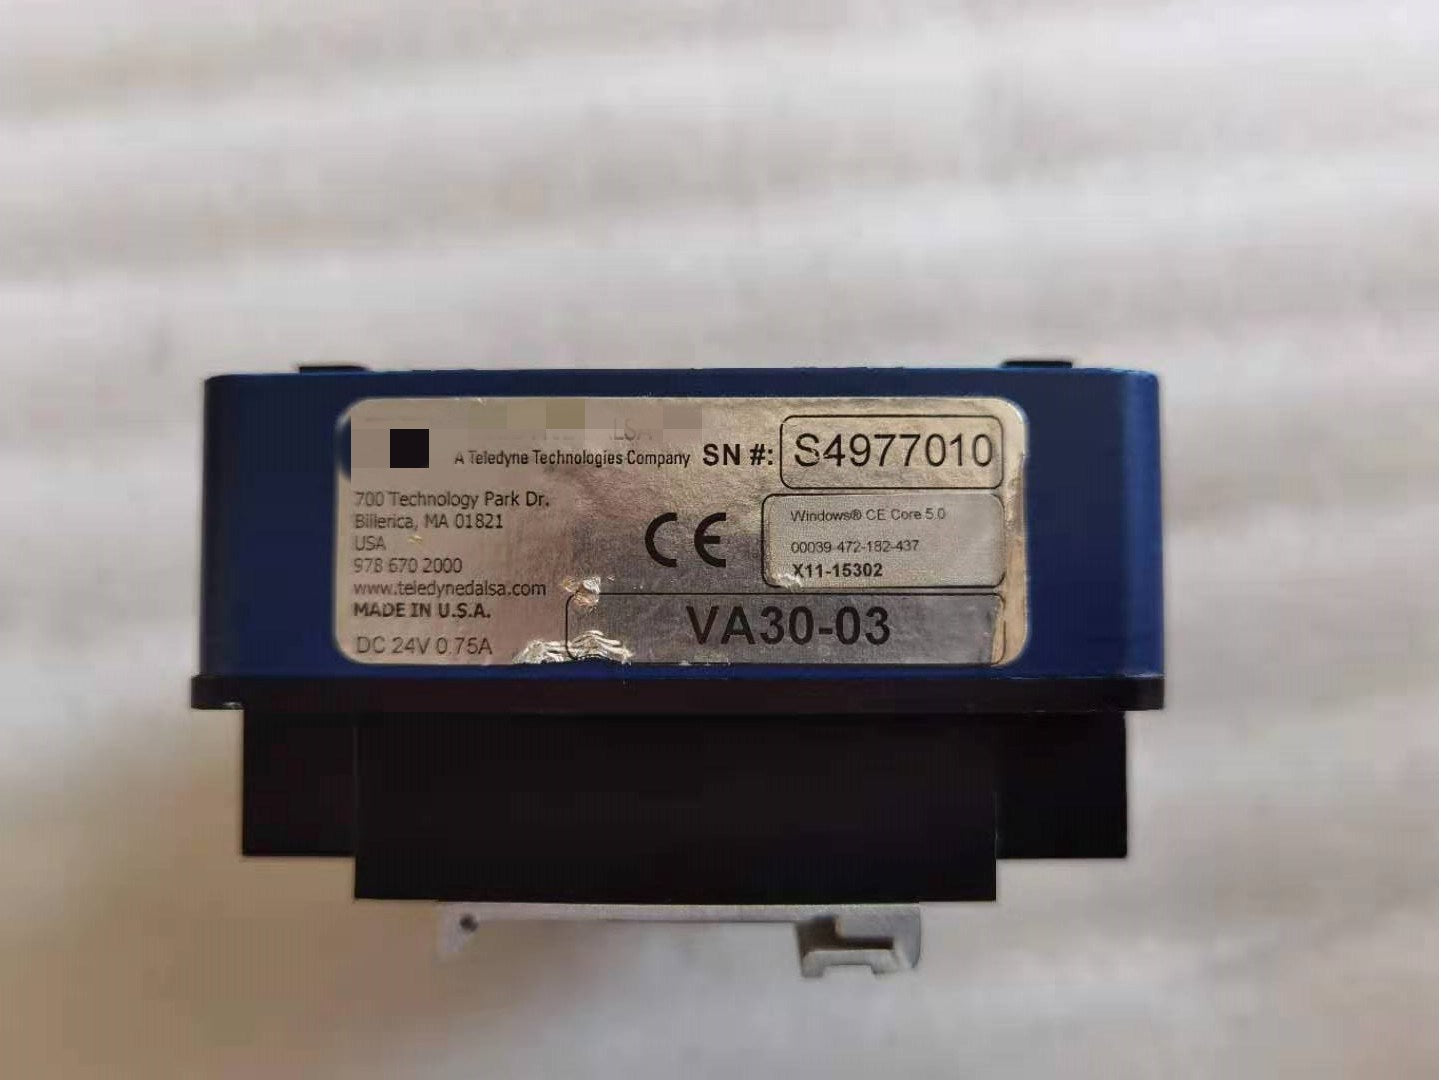 A Teledyne Technologies Company
SN #: S4977010
700 Technology Park Dr.
Billerica, MA 01821
USA
978 670 2000
www.teledynedalsa.com
MADE IN U.S.A.
DC 24V 0.75A
CE
Windows® CE Core 5.0
00039-472-182-437
X11-15302
VA30-03